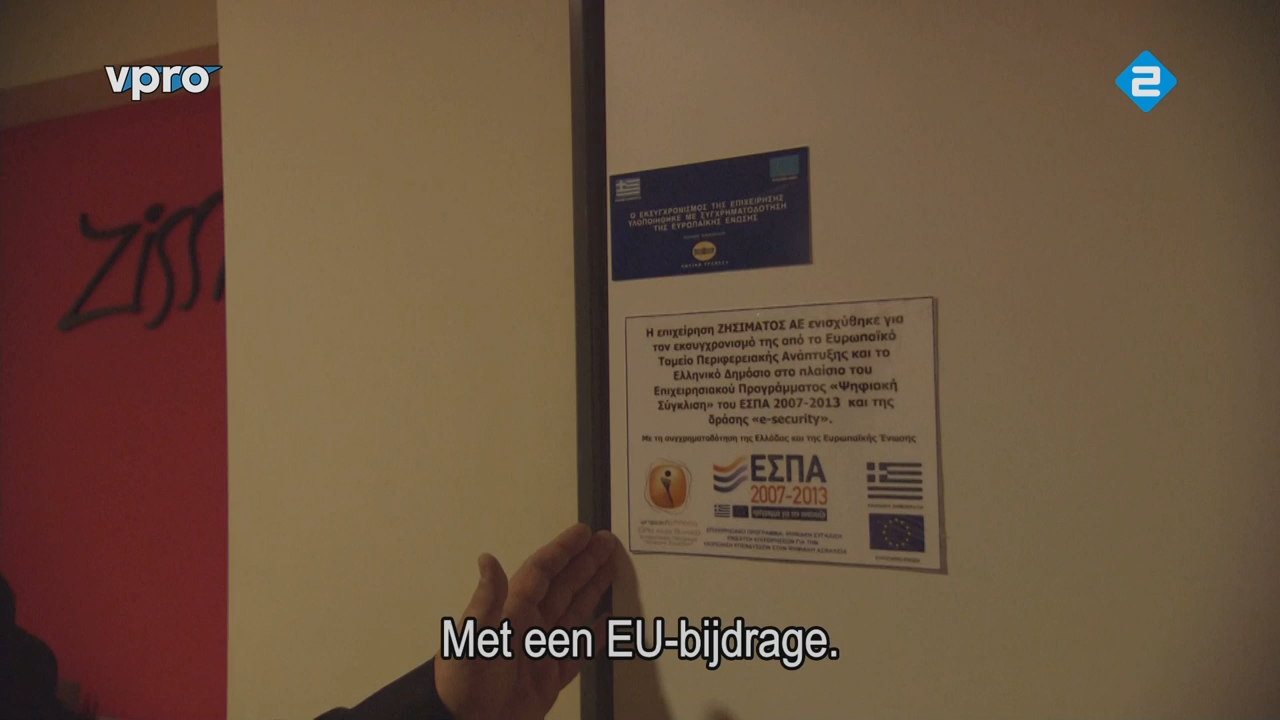 vpro
2
Ziss
Ο ΕΚΣΥΓΧΡΟΝΙΣΜΟΣ ΤΗΣ ΕΠΙΧΕΙΡΗΣΗΣ
ΥΛΟΠΟΙΗΘΗΚΕ ΜΕ ΣΥΓΧΡΗΜΑΤΟΔΟΤΗΣΗ
ΤΗΣ ΕΥΡΩΠΑΪΚΗΣ ΕΝΩΣΗΣ
Η επιχείρηση ΖΗΣΙΜΑΤΟΣ ΑΕ ενισχύθηκε για
τον εκσυγχρονισμό της από το Ευρωπαϊκό
Ταμείο Περιφερειακής Ανάπτυξης και το
Ελληνικό Δημόσιο στο πλαίσιο του
Επιχειρησιακού Προγράμματος «Ψηφιακή
Σύγκλιση» του ΕΣΠΑ 2007-2013 και της
δράσης «e-security».
Με τη συγχρηματοδότηση της Ελλάδας και της Ευρωπαϊκής Ένωσης
ΕΣΠΑ
2007-2013
Met een EU-bijdrage.